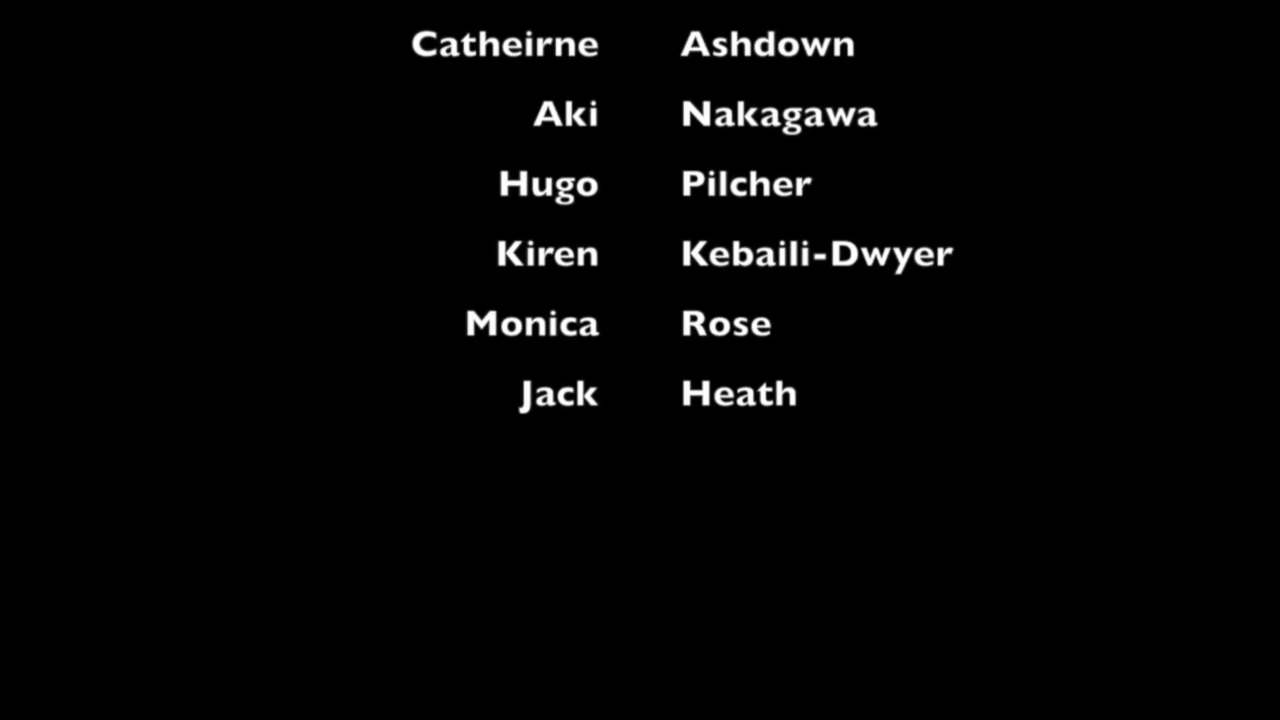 Catheirne Ashdown
Aki Nakagawa
Hugo Pilcher
Kiren Kebaili-Dwyer
Monica Rose
Jack Heath